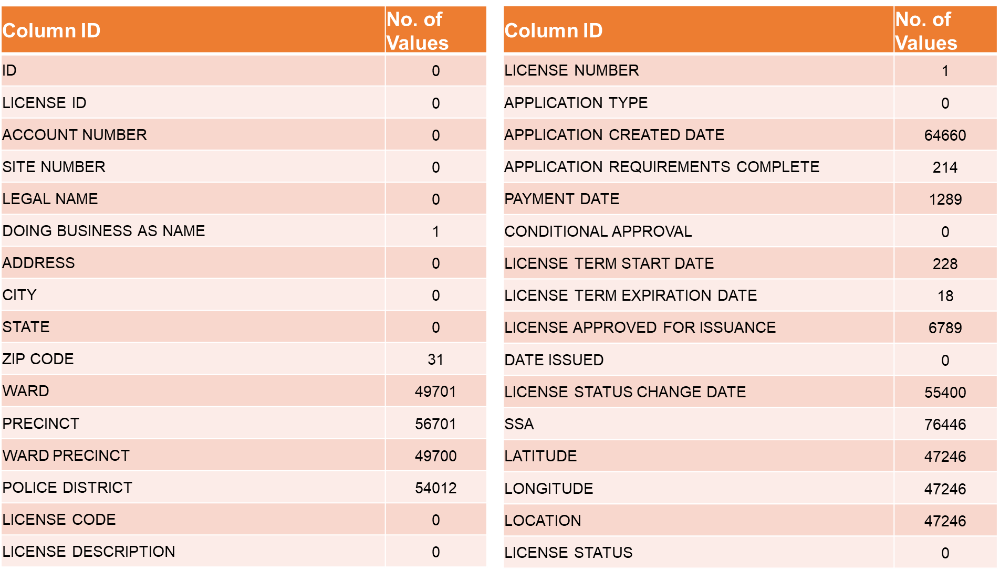 Column ID No. of
Values
ID 0
LICENSE ID 0
ACCOUNT NUMBER 0
SITE NUMBER 0
LEGAL NAME 0
DOING BUSINESS AS NAME 1
ADDRESS 0
CITY 0
STATE 0
ZIP CODE 31
WARD 49701
PRECINCT 56701
WARD PRECINCT 49700
POLICE DISTRICT 54012
LICENSE CODE 0
LICENSE DESCRIPTION 0
Column ID No. of
Values
LICENSE NUMBER 1
APPLICATION TYPE 0
APPLICATION CREATED DATE 64660
APPLICATION REQUIREMENTS COMPLETE 214
PAYMENT DATE 1289
CONDITIONAL APPROVAL 0
LICENSE TERM START DATE 228
LICENSE TERM EXPIRATION DATE 18
LICENSE APPROVED FOR ISSUANCE 6789
DATE ISSUED 0
LICENSE STATUS CHANGE DATE 55400
SSA 76446
LATITUDE 47246
LONGITUDE 47246
LOCATION 47246
LICENSE STATUS 0